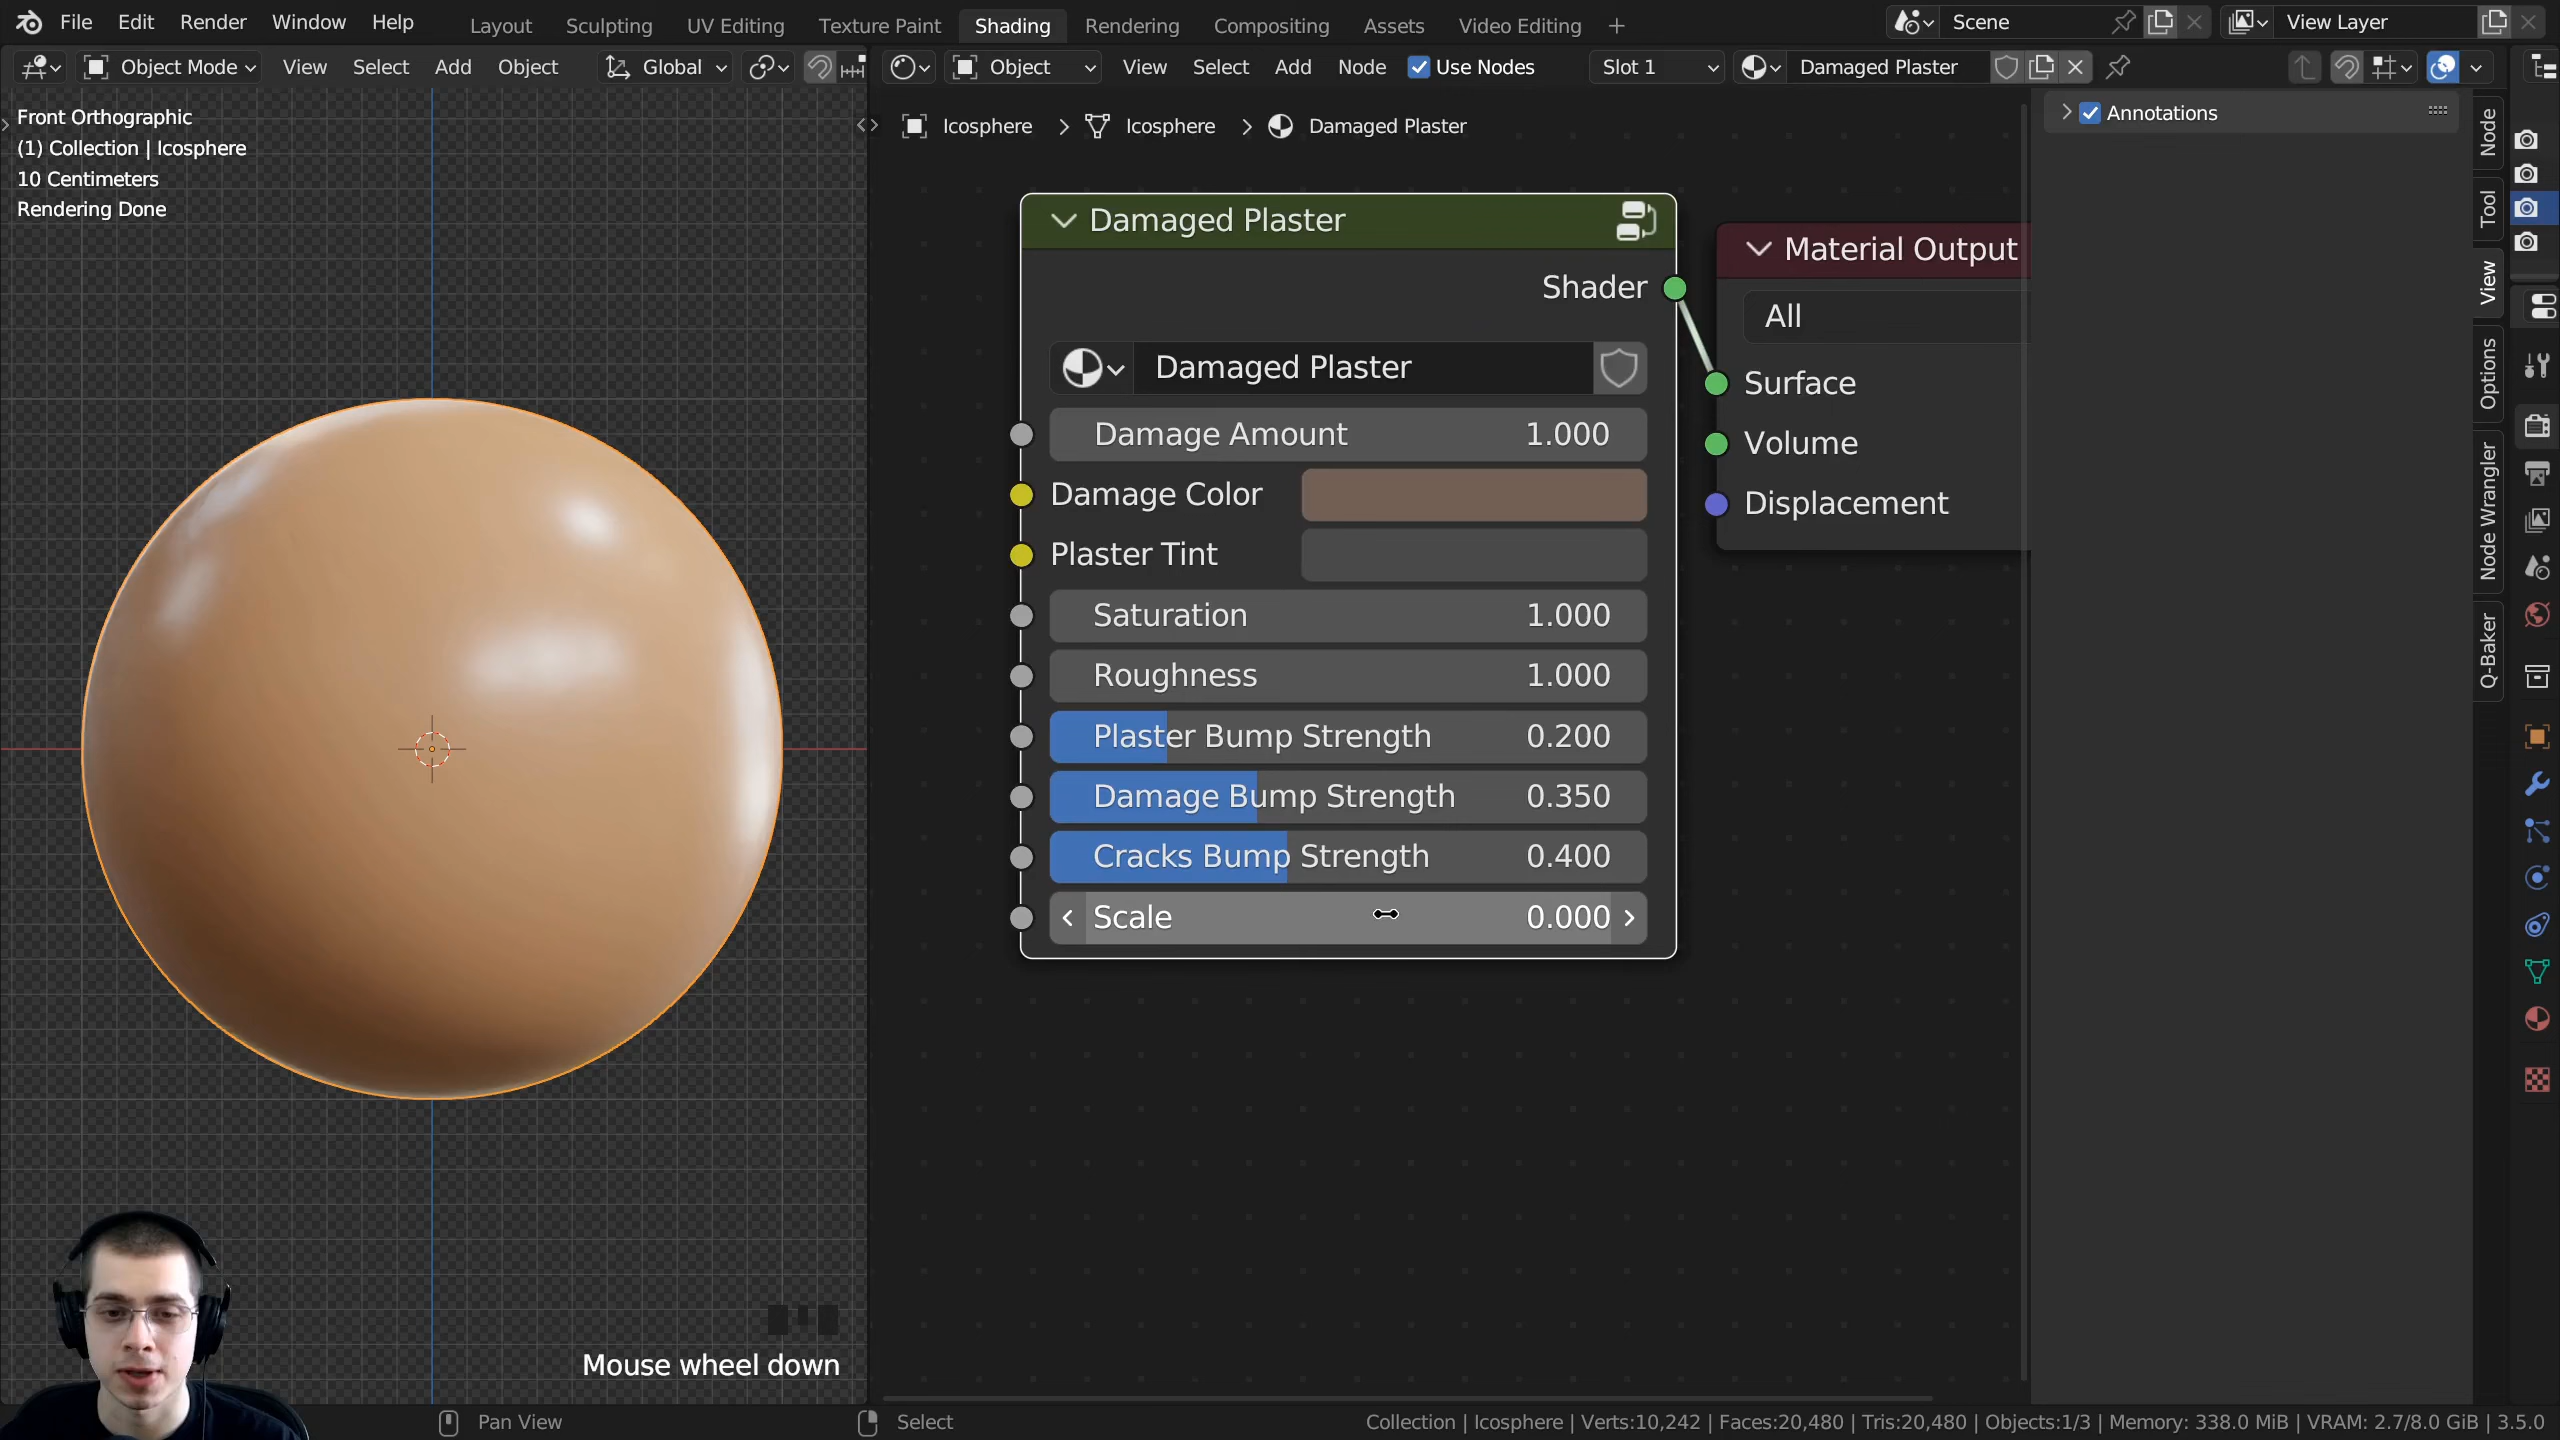 File Edit Render Window Help Layout Sculpting UV Editing Texture Paint Shading Rendering Compositing Assets Video Editing + Scene View Layer
Object Mode View Select Add Object Global Object View Select Add Node Use Nodes Slot 1 Damaged Plaster
Front Orthographic
(1) Collection | Icosphere
10 Centimeters
Rendering Done
Icosphere > Icosphere > Damaged Plaster
Annotations
Node
Tool
View
Options
Node Wrangler
Q-Baker
Damaged Plaster
Shader
Damaged Plaster
Damage Amount 1.000
Damage Color
Plaster Tint
Saturation 1.000
Roughness 1.000
Plaster Bump Strength 0.200
Damage Bump Strength 0.350
Cracks Bump Strength 0.400
Scale 0.000
Material Output
All
Surface
Volume
Displacement
Mouse wheel down
Pan View Select Collection | Icosphere | Verts:10,242 | Faces:20,480 | Tris:20,480 | Objects:1/3 | Memory: 338.0 MiB | VRAM: 2.7/8.0 GiB | 3.5.0